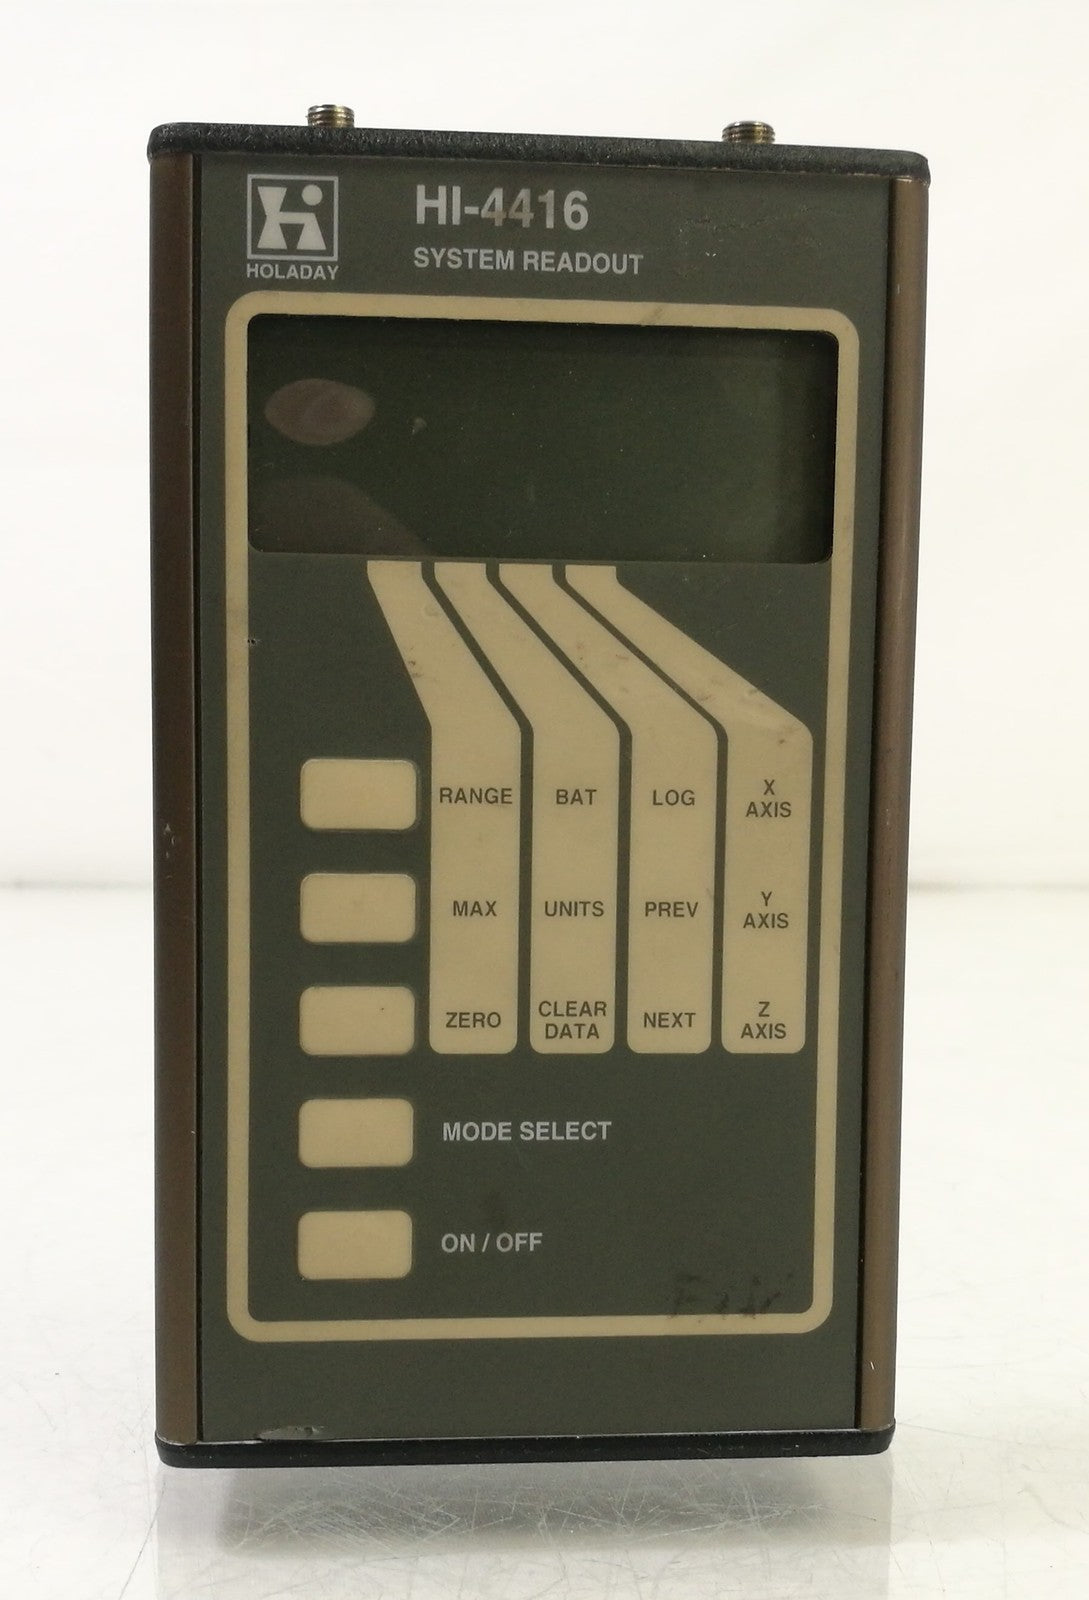 HOLADAY
HI-4416
SYSTEM READOUT
RANGE
BAT
LOG
X
AXIS
MAX
UNITS
PREV
Y
AXIS
ZERO
CLEAR
DATA
NEXT
Z
AXIS
MODE SELECT
ON / OFF